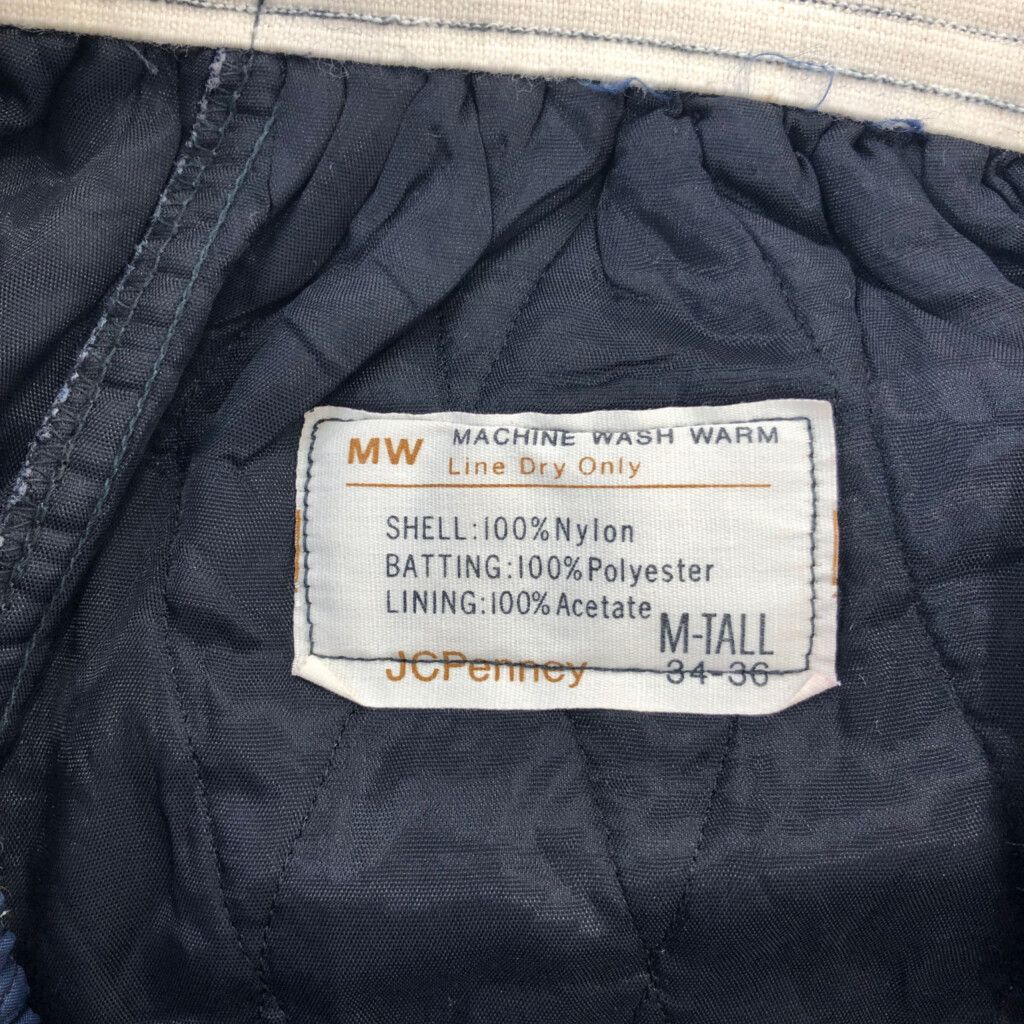 MW MACHINE WASH WARM
Line Dry Only
SHELL:100%Nylon
BATTING:100%Polyester
LINING:100%Acetate
M-TALL
JCPenney 34-36